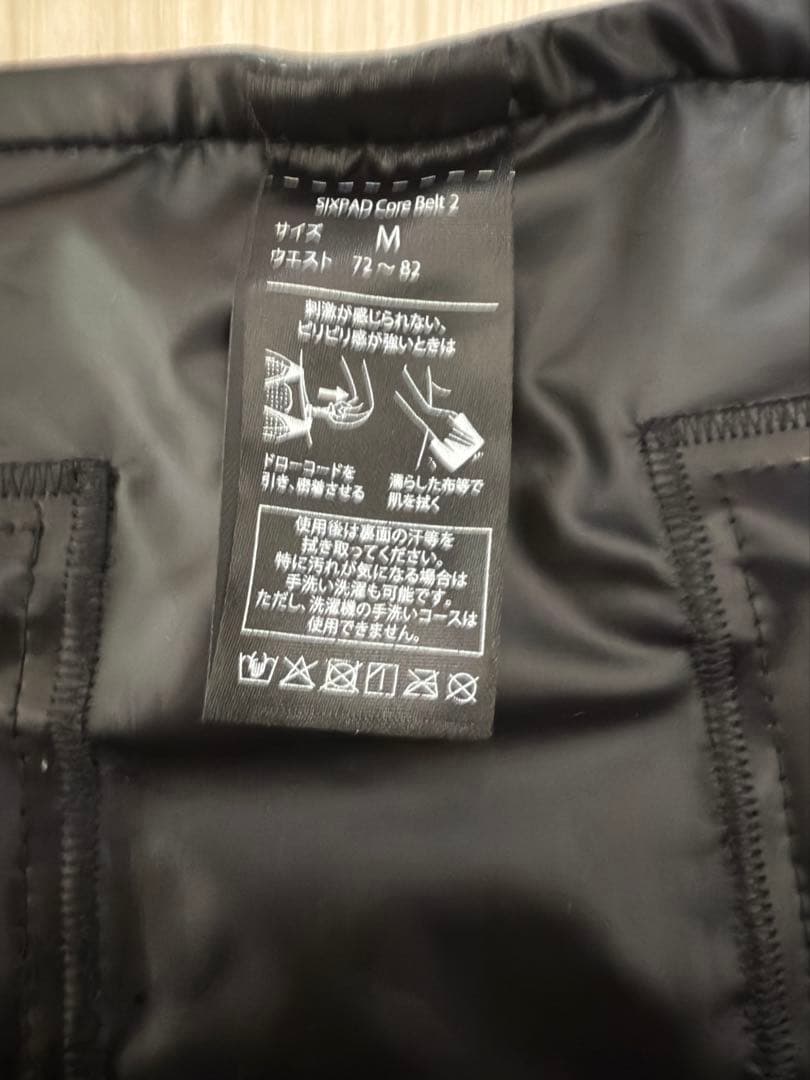 SIXPAD Core Belt 2
サイズ M
ウエスト 72～82
刺激が感じられない、
ピリピリ感が強いときは
ドローコードを
引き、密着させる
濡らした布等で
肌を拭く
使用後は裏面の汗等を
拭き取ってください。
特に汚れが気になる場合は
手洗い洗濯も可能です。
ただし、洗濯機の手洗いコースは
使用できません。